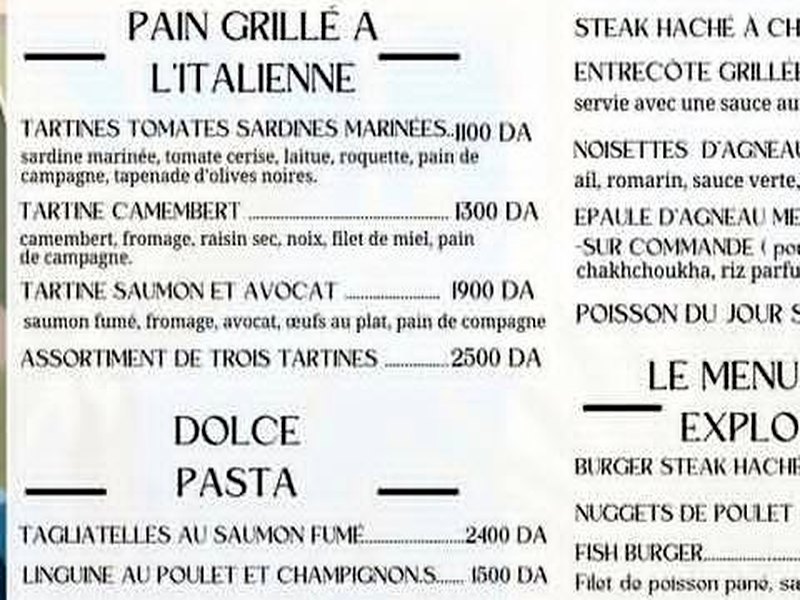 PAIN GRILLÉ A
L'ITALIENNE
TARTINES TOMATES SARDINES MARINÉES..1100 DA
sardine marinée, tomate cerise, laitue, roquette, pain de
campagne, tapenade d'olives noires.
TARTINE CAMEMBERT ........ 1300 DA
camembert, fromage, raisin sec, noix, filet de miel, pain
de campagne.
TARTINE SAUMON ET AVOCAT ........ 1900 DA
saumon fumé, fromage, avocat, œufs au plat, pain de compagne
ASSORTIMENT DE TROIS TARTINES ........2500 DA
DOLCE
PASTA
TAGLIATELLES AU SAUMON FUMÉ........2400 DA
LINGUINE AU POULET ET CHAMPIGNON.S...... 1500 DA
STEAK HACHÉ À CH
ENTRECÔTE GRILLÉE
servie avec une sauce au
NOISETTES D'AGNEAU
ail, romarin, sauce verte,
EPAULE D'AGNEAU ME
-SUR COMMANDE ( pou
chakhchoukha, riz parfu
POISSON DU JOUR S
LE MENU
EXPLO
BURGER STEAK HACHÉ
NUGGETS DE POULET
FISH BURGER........
Filet de poisson pané, sa